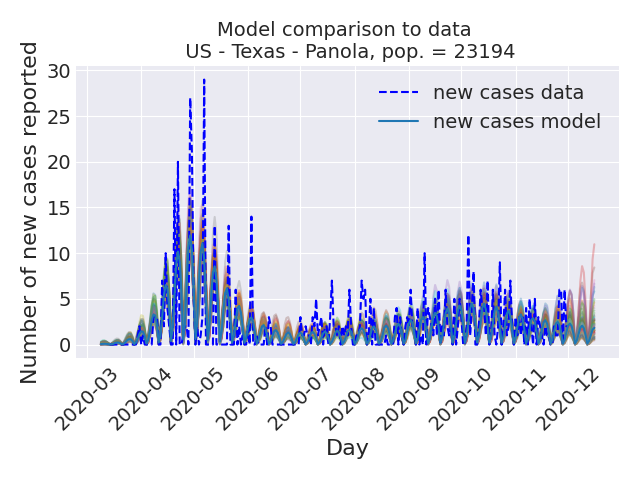 Model comparison to data
US - Texas - Panola, pop. = 23194
Number of new cases reported
30
25
20
15
10
5
0
new cases data
new cases model
2020-03
2020-04
2020-05
2020-06
2020-07
2020-08
2020-09
2020-10
2020-11
2020-12
Day